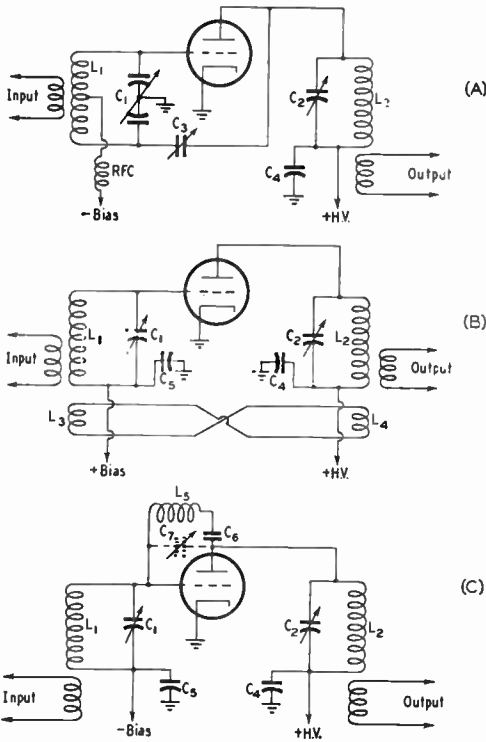 (A)
L₁
C₁
C₂
L₂
Input
C₃
C₄
RFC
Output
−Bias
+H.V.
(B)
L₁
C₁
C₂
L₂
Input
C₅
C₄
Output
L₃
L₄
+Bias
+H.V.
L₅
C₇
C₆
(C)
L₁
C₁
C₂
L₂
C₅
C₄
Input
Output
−Bias
+H.V.